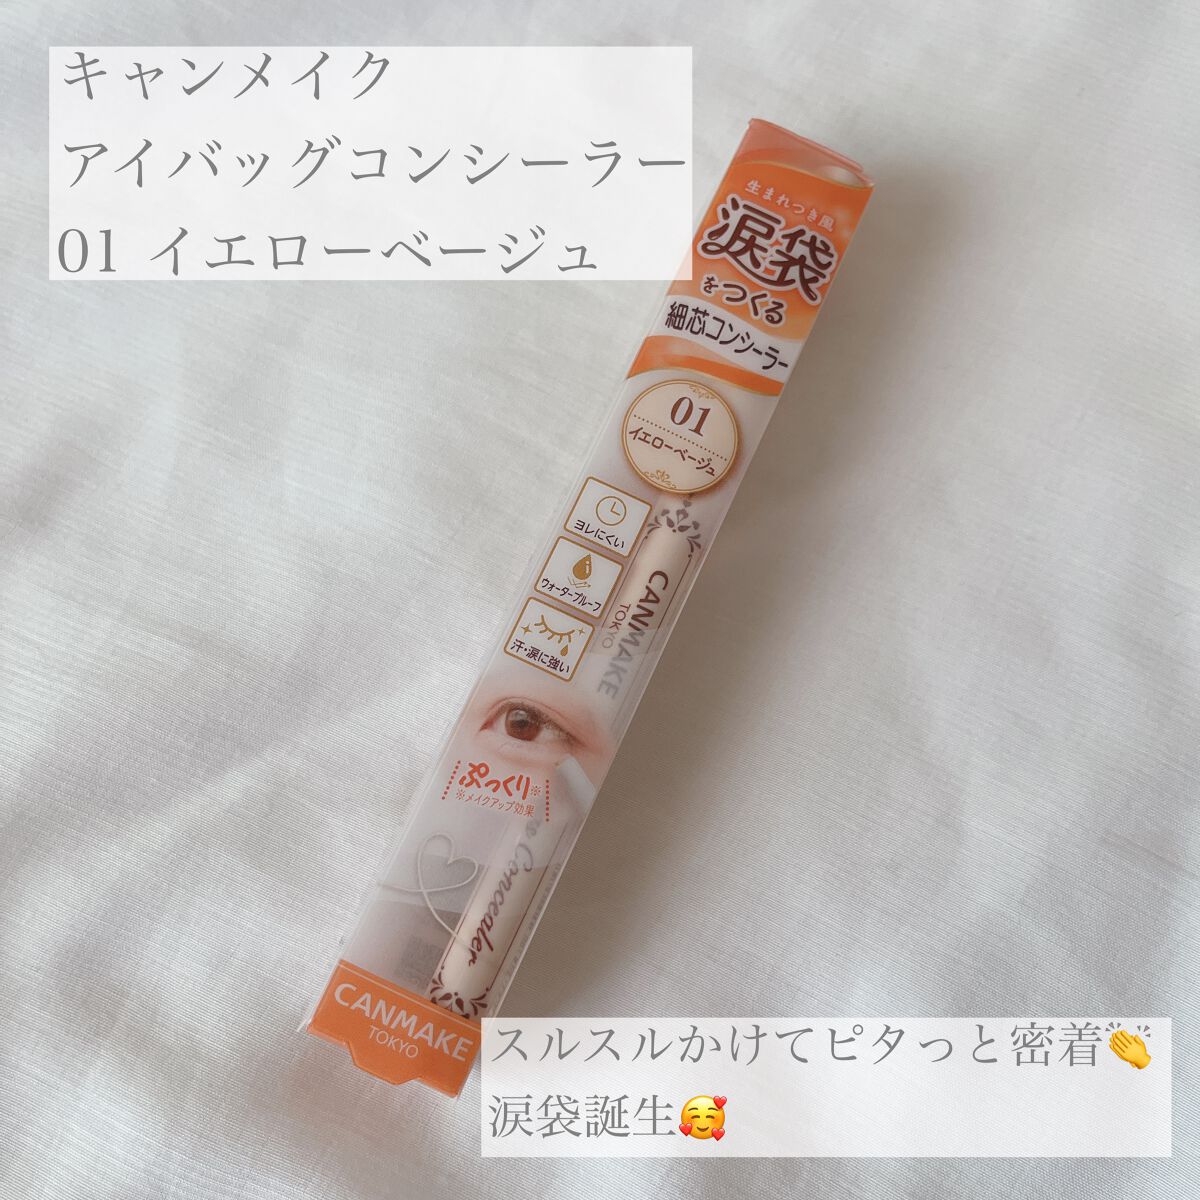 キャンメイク
アイバッグコンシーラー
01 イエローベージュ
生まれつき風
涙袋
をつくる
細芯コンシーラー
01
イエローベージュ
ヨレにくい
ウォータープルーフ
汗・涙に強い
CANMAKE
TOKYO
ぷっくり※
※メイクアップ効果
Concealer
CANMAKE
TOKYO
スルスルかけてピタっと密着👏
涙袋誕生🥰